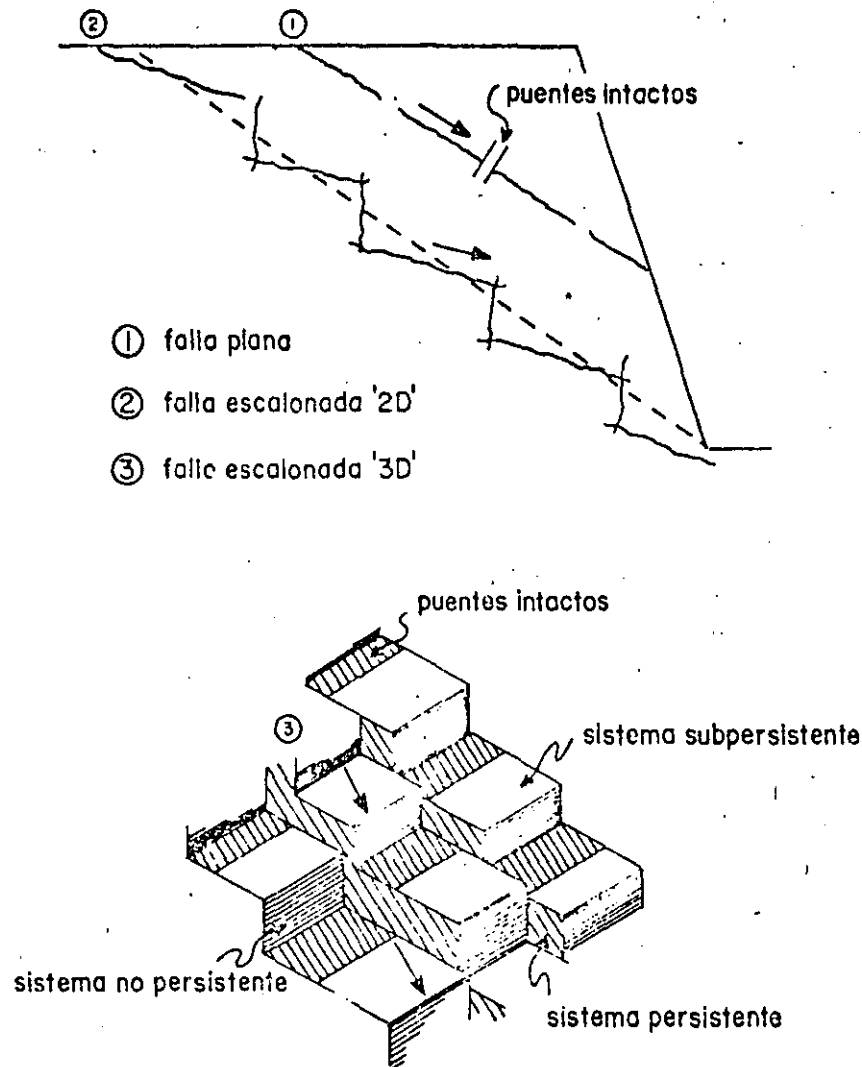 ② ①
puentes intactos
① falla plana
② falla escalonada '2D'
③ falle escalonada '3D'
puentes intactos
③
sistema subpersistente
sistema no persistente
sistema persistente